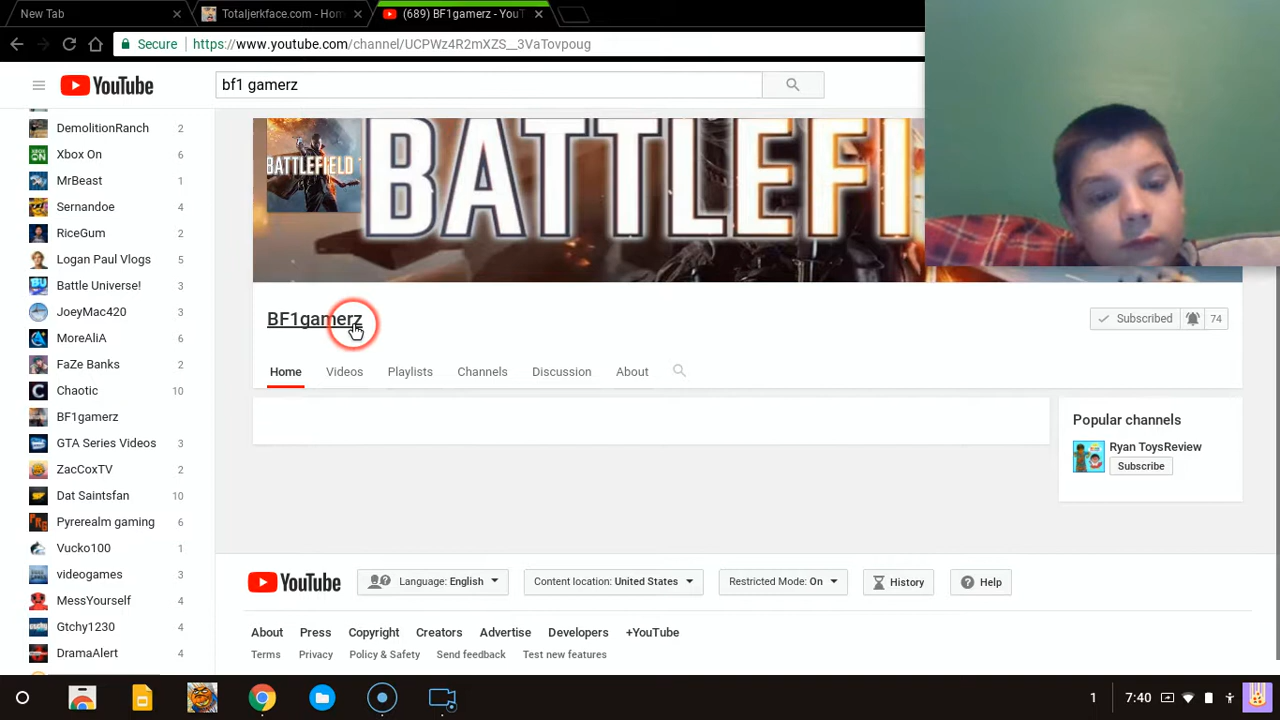 New Tab
Totaljerkface.com - Hom
(689) BF1gamerz - YouT
Secure
https://www.youtube.com/channel/UCPWz4R2mXZS__3VaTovpoug
YouTube
bf1 gamerz
DemolitionRanch 2
Xbox On 6
MrBeast 1
Sernandoe 4
RiceGum 2
Logan Paul Vlogs 5
Battle Universe! 3
JoeyMac420 3
MoreAliA 6
FaZe Banks 2
Chaotic 10
BF1gamerz
GTA Series Videos 3
ZacCoxTV 2
Dat Saintsfan 10
Pyrerealm gaming 6
Vucko100 1
videogames 3
MessYourself 4
Gtchy1230 4
DramaAlert 4
BATTLEFIELD 1
BATTLEFI
BF1gamerz
Subscribed 74
Home Videos Playlists Channels Discussion About
Popular channels
Ryan ToysReview
Subscribe
YouTube
Language: English
Content location: United States
Restricted Mode: On
History
Help
About Press Copyright Creators Advertise Developers +YouTube
Terms Privacy Policy & Safety Send feedback Test new features
1 7:40